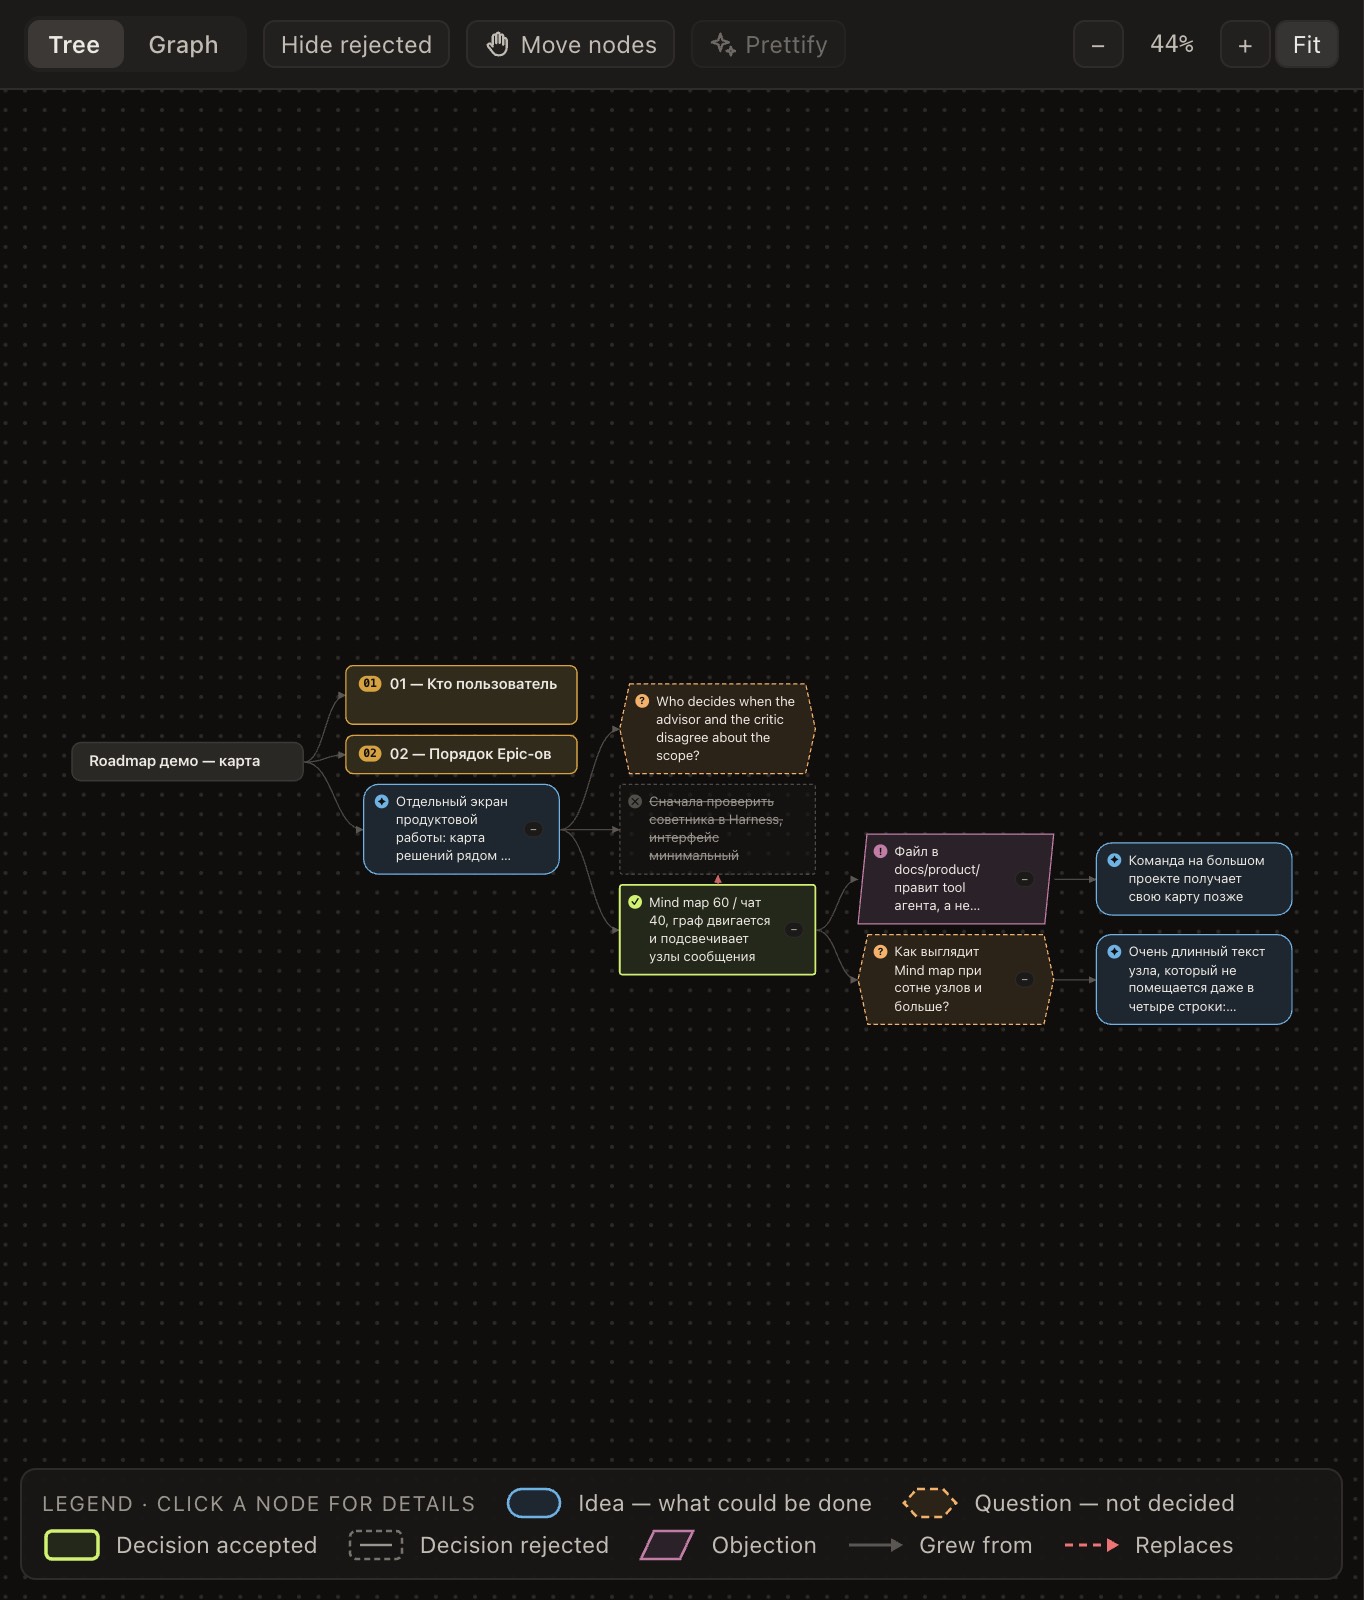 Tree Graph Hide rejected Move nodes Prettify − 44% + Fit
01 01 — Кто пользователь
02 02 — Порядок Epic-ов
Roadmap демо — карта
Отдельный экран
продуктовой
работы: карта
решений рядом ...
–
? Who decides when the
advisor and the critic
disagree about the
scope?
Сначала проверить
советника в Harness,
интерфейс
минимальный
Mind map 60 / чат
40, граф двигается
и подсвечивает
узлы сообщения
–
! Файл в
docs/product/
правит tool
агента, а не...
–
? Как выглядит
Mind map при
сотне узлов и
больше?
–
Команда на большом
проекте получает
свою карту позже
Очень длинный текст
узла, который не
помещается даже в
четыре строки:...
LEGEND · CLICK A NODE FOR DETAILS Idea — what could be done Question — not decided
Decision accepted Decision rejected Objection Grew from Replaces